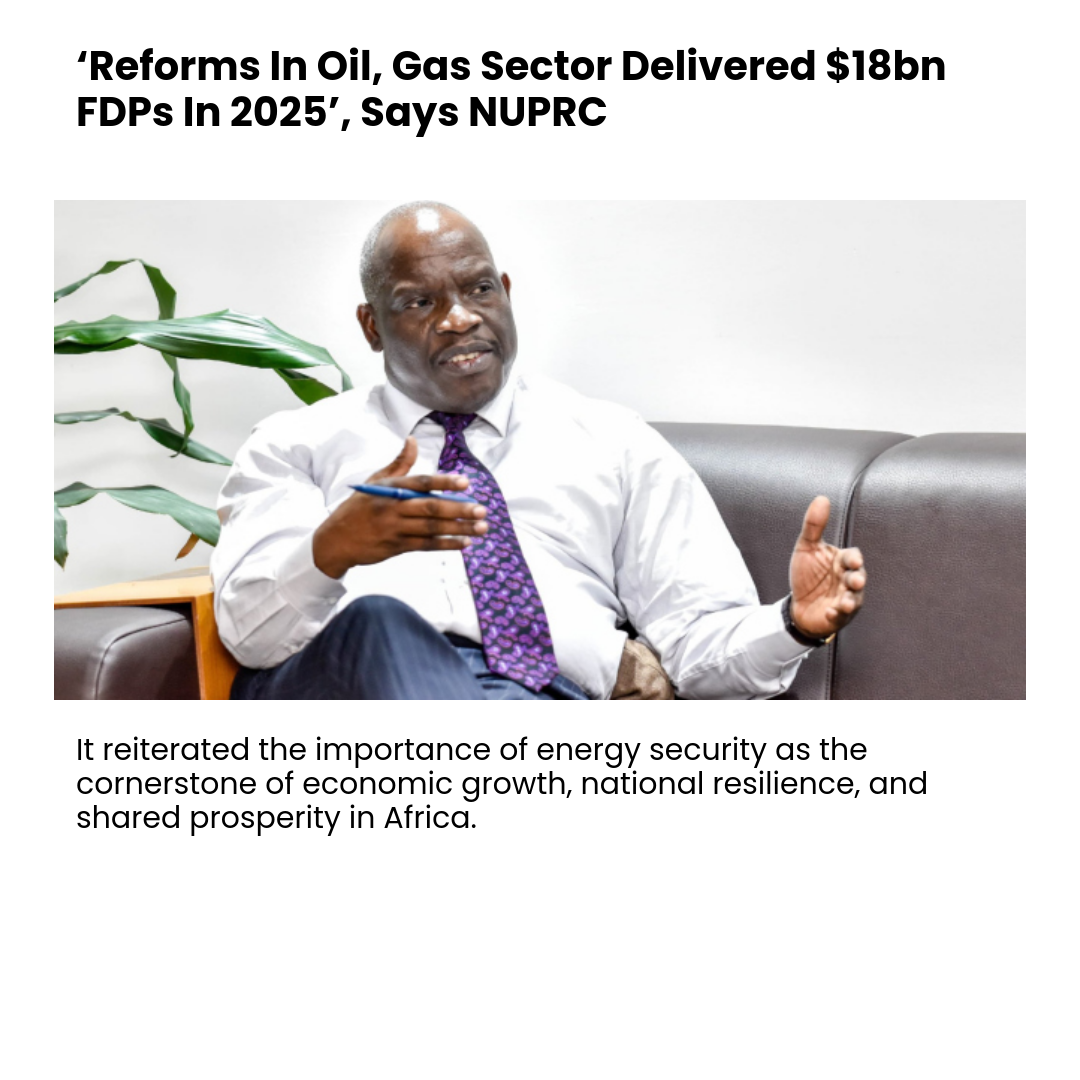 ‘Reforms In Oil, Gas Sector Delivered $18bn
FDPs In 2025’, Says NUPRC
It reiterated the importance of energy security as the
cornerstone of economic growth, national resilience, and
shared prosperity in Africa.